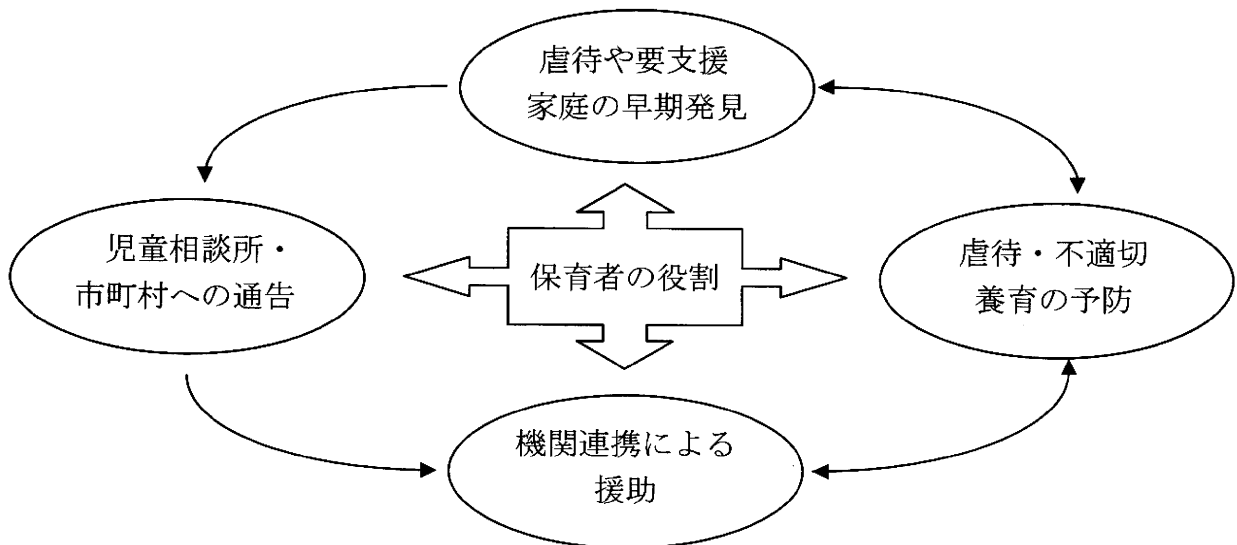 虐待や要支援
家庭の早期発見
児童相談所・
市町村への通告
保育者の役割
虐待・不適切
養育の予防
機関連携による
援助